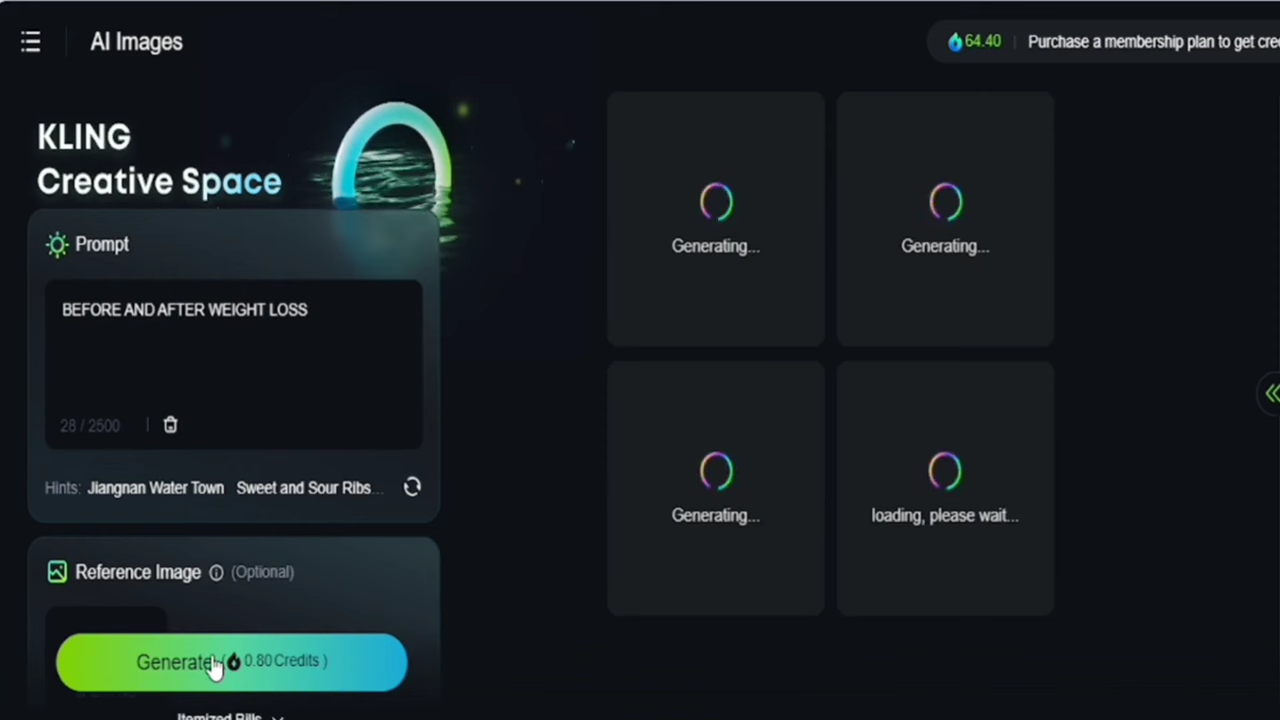 AI Images
64.40
Purchase a membership plan to get cre
KLING
Creative Space
Prompt
BEFORE AND AFTER WEIGHT LOSS
28 / 2500
Hints: Jiangnan Water Town Sweet and Sour Ribs...
Reference Image (Optional)
Generate ( 0.80 Credits )
Itemized Bills
Generating...
Generating...
Generating...
loading, please wait...